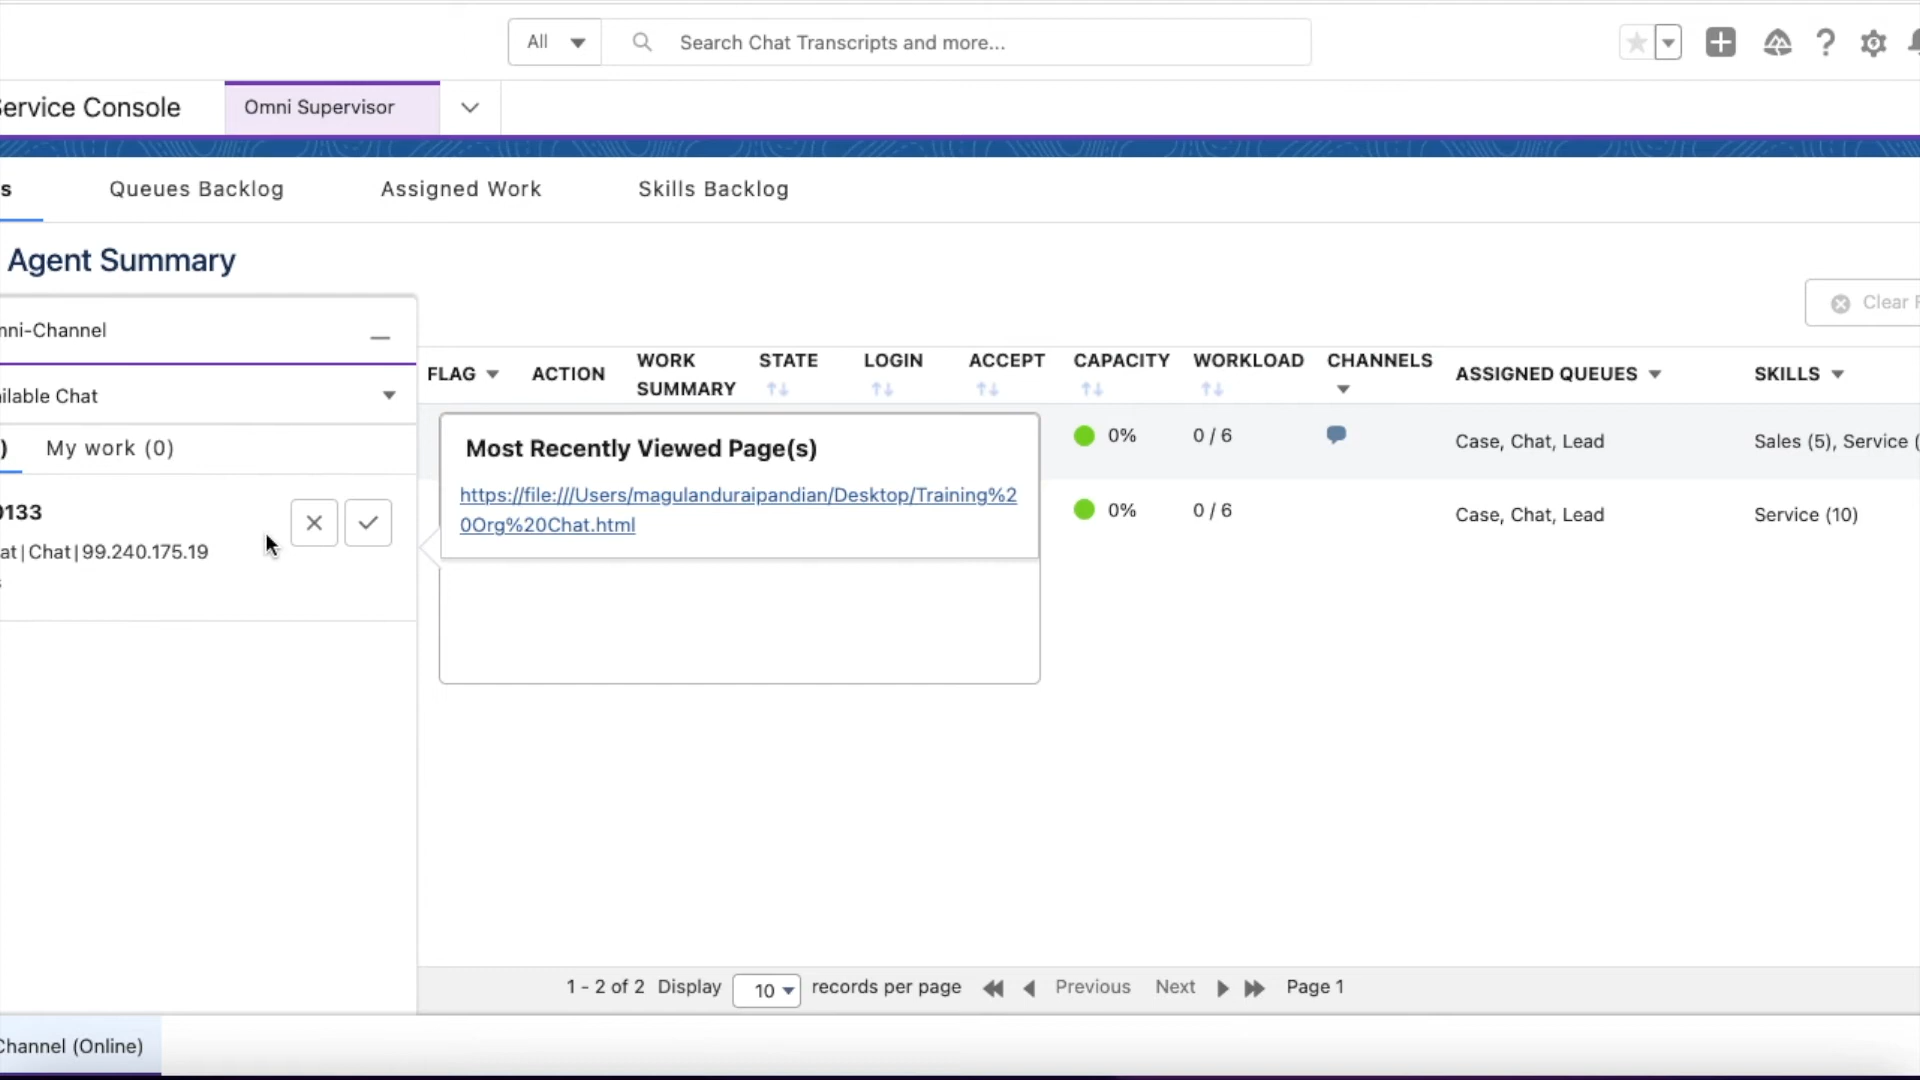 All
Search Chat Transcripts and more...
Service Console
Omni Supervisor
s
Queues Backlog
Assigned Work
Skills Backlog
Agent Summary
Clear F
mni-Channel
ilable Chat
) My work (0)
0133
at | Chat | 99.240.175.19
s
FLAG
ACTION
WORK SUMMARY
STATE
LOGIN
ACCEPT
CAPACITY
WORKLOAD
CHANNELS
ASSIGNED QUEUES
SKILLS
Most Recently Viewed Page(s)
https://file:///Users/magulanduraipandian/Desktop/Training%2
0Org%20Chat.html
0% 0 / 6 Case, Chat, Lead Sales (5), Service (
0% 0 / 6 Case, Chat, Lead Service (10)
1 - 2 of 2 Display 10 records per page Previous Next Page 1
Channel (Online)